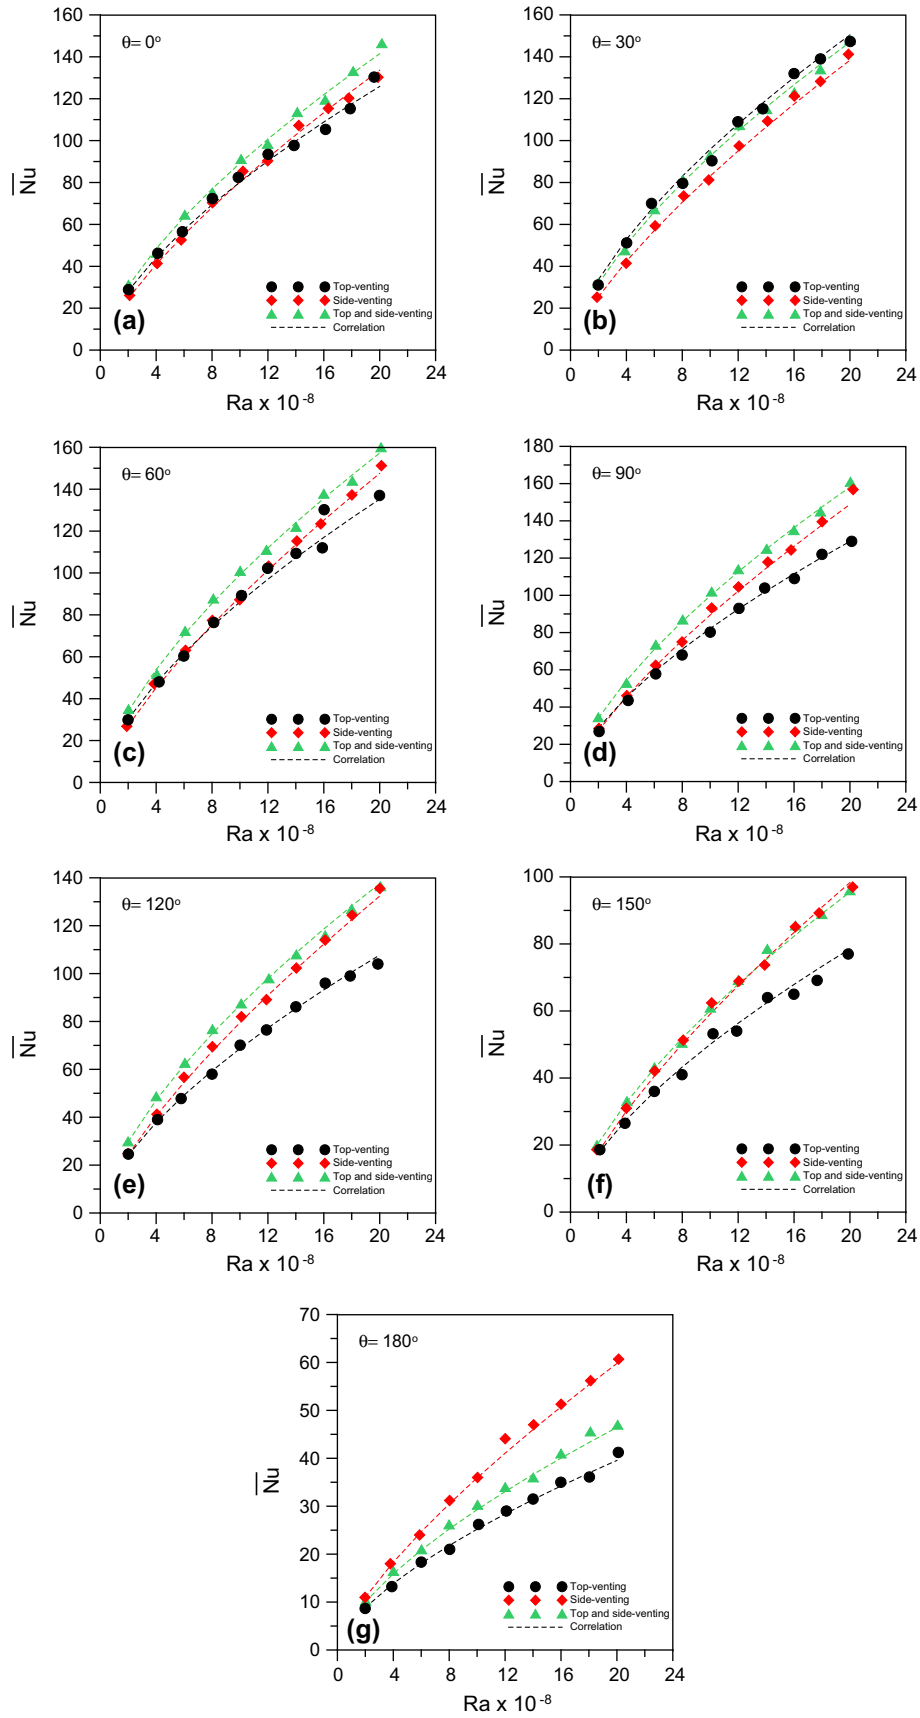 160
140
120
100
80
60
40
20
0
Nu
θ= 0°
(a)
Top-venting
Side-venting
Top and side-venting
Correlation
0 4 8 12 16 20 24
Ra x 10⁻⁸
160
140
120
100
80
60
40
20
0
Nu
θ= 30°
(b)
Top-venting
Side-venting
Top and side-venting
Correlation
0 4 8 12 16 20 24
Ra x 10⁻⁸
160
140
120
100
80
60
40
20
0
Nu
θ= 60°
(c)
Top-venting
Side-venting
Top and side-venting
Correlation
0 4 8 12 16 20 24
Ra x 10⁻⁸
180
160
140
120
100
80
60
40
20
0
Nu
θ= 90°
(d)
Top-venting
Side-venting
Top and side-venting
Correlation
0 4 8 12 16 20 24
Ra x 10⁻⁸
140
120
100
80
60
40
20
0
Nu
θ= 120°
(e)
Top-venting
Side-venting
Top and side-venting
Correlation
0 4 8 12 16 20 24
Ra x 10⁻⁸
100
80
60
40
20
0
Nu
θ= 150°
(f)
Top-venting
Side-venting
Top and side-venting
Correlation
0 4 8 12 16 20 24
Ra x 10⁻⁸
70
60
50
40
30
20
10
0
Nu
θ= 180°
(g)
Top-venting
Side-venting
Top and side-venting
Correlation
0 4 8 12 16 20 24
Ra x 10⁻⁸